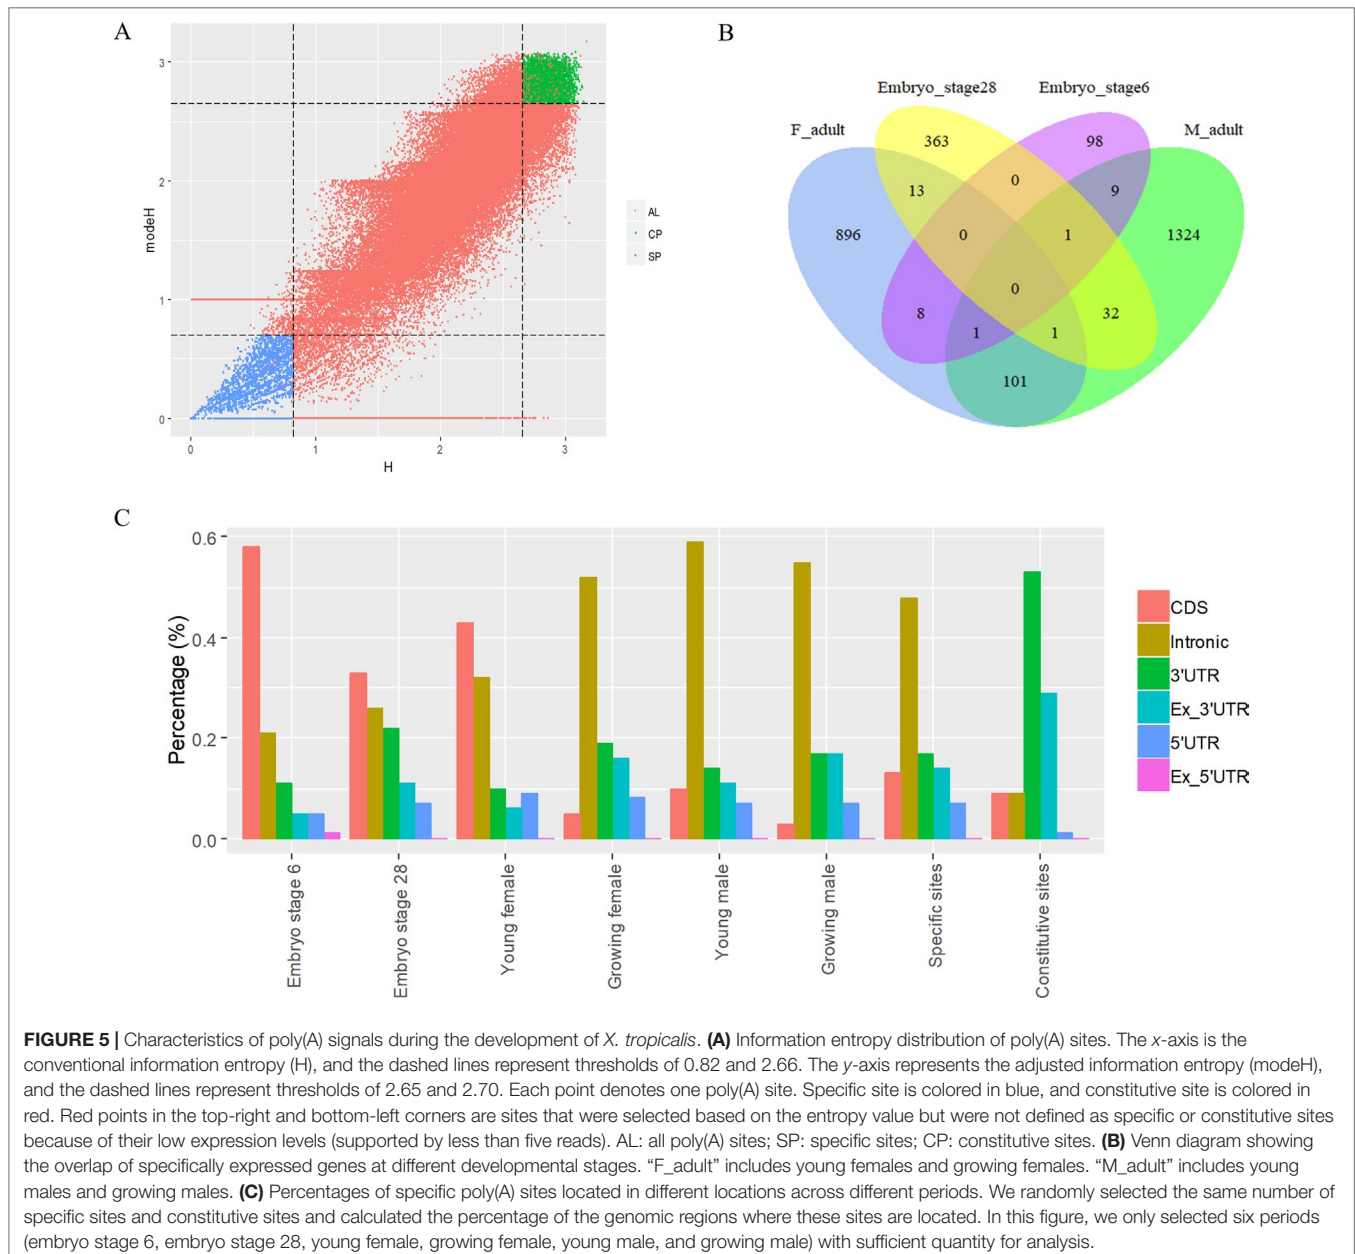 A
3
2
1
0
modeH
0
1
2
3
H
AL
CP
SP
B
Embryo_stage28
Embryo_stage6
F_adult
M_adult
363
98
13
0
9
896
0
1
1324
0
8
32
1
1
101
C
0.6
0.4
0.2
0.0
Percentage (%)
Embryo stage 6
Embryo stage 28
Young female
Growing female
Young male
Growing male
Specific sites
Constitutive sites
CDS
Intronic
3'UTR
Ex_3'UTR
5'UTR
Ex_5'UTR
FIGURE 5 | Characteristics of poly(A) signals during the development of X. tropicalis. (A) Information entropy distribution of poly(A) sites. The x-axis is the
conventional information entropy (H), and the dashed lines represent thresholds of 0.82 and 2.66. The y-axis represents the adjusted information entropy (modeH),
and the dashed lines represent thresholds of 2.65 and 2.70. Each point denotes one poly(A) site. Specific site is colored in blue, and constitutive site is colored in
red. Red points in the top-right and bottom-left corners are sites that were selected based on the entropy value but were not defined as specific or constitutive sites
because of their low expression levels (supported by less than five reads). AL: all poly(A) sites; SP: specific sites; CP: constitutive sites. (B) Venn diagram showing
the overlap of specifically expressed genes at different developmental stages. “F_adult” includes young females and growing females. “M_adult” includes young
males and growing males. (C) Percentages of specific poly(A) sites located in different locations across different periods. We randomly selected the same number of
specific sites and constitutive sites and calculated the percentage of the genomic regions where these sites are located. In this figure, we only selected six periods
(embryo stage 6, embryo stage 28, young female, growing female, young male, and growing male) with sufficient quantity for analysis.